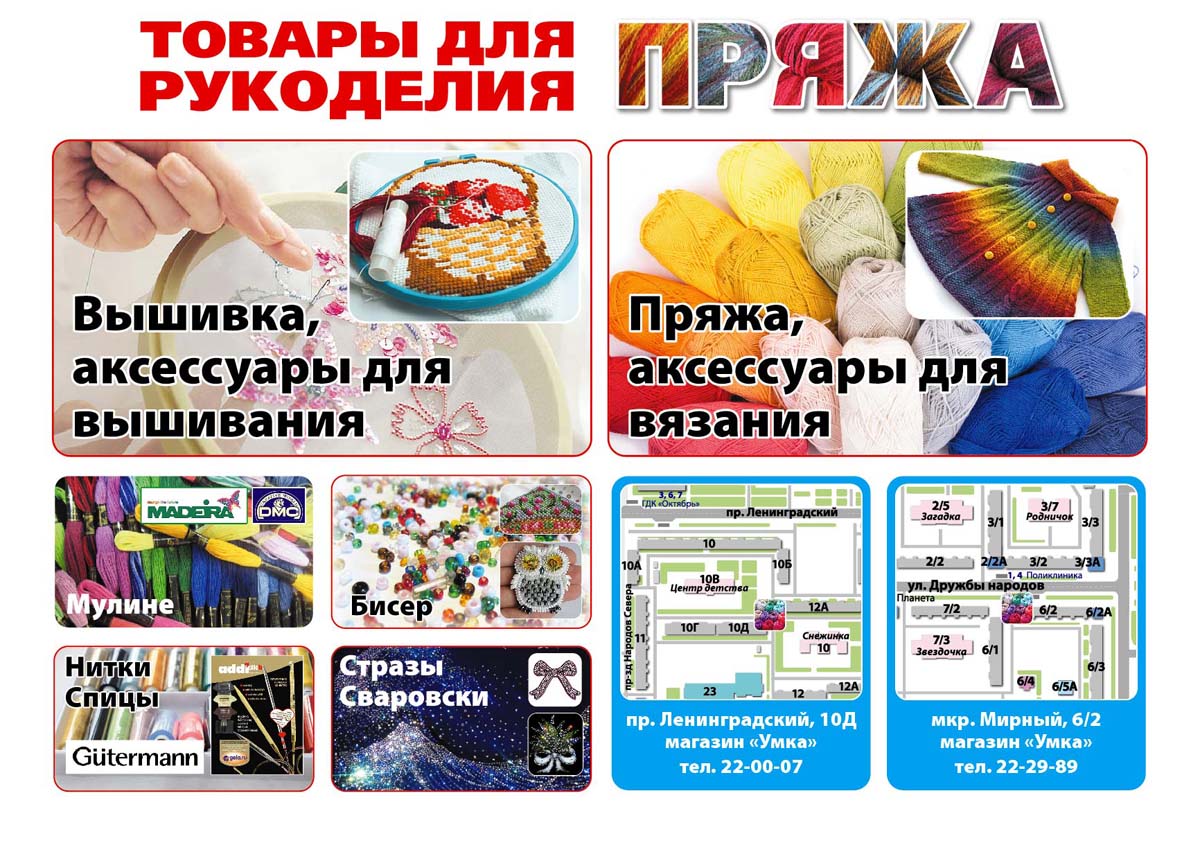 ТОВАРЫ ДЛЯ
РУКОДЕЛИЯ
ПРЯЖА
Вышивка,
аксессуары для
вышивания
Пряжа,
аксессуары для
вязания
MADEIRA
DMC
Мулине
Бисер
Нитки
Спицы
addi
gela.ru
Gütermann
Стразы
Сваровски
3, 6, 7
ГДК «Октябрь»
пр. Ленинградский
10
10А
10Б
10В
Центр детства
12А
10Г
10Д
Снежинка
10
11
пр-зд Народов Севера
23
12
12А
пр. Ленинградский, 10Д
магазин «Умка»
тел. 22-00-07
2/5
Загадка
3/7
Родничок
3/1
3/3
2/2
2/2А
3/2
3/3А
1, 4 Поликлиника
ул. Дружбы народов
Планета
7/2
6/2
6/2А
7/3
Звездочка
6/1
6/3
6/4
6/5А
мкр. Мирный, 6/2
магазин «Умка»
тел. 22-29-89